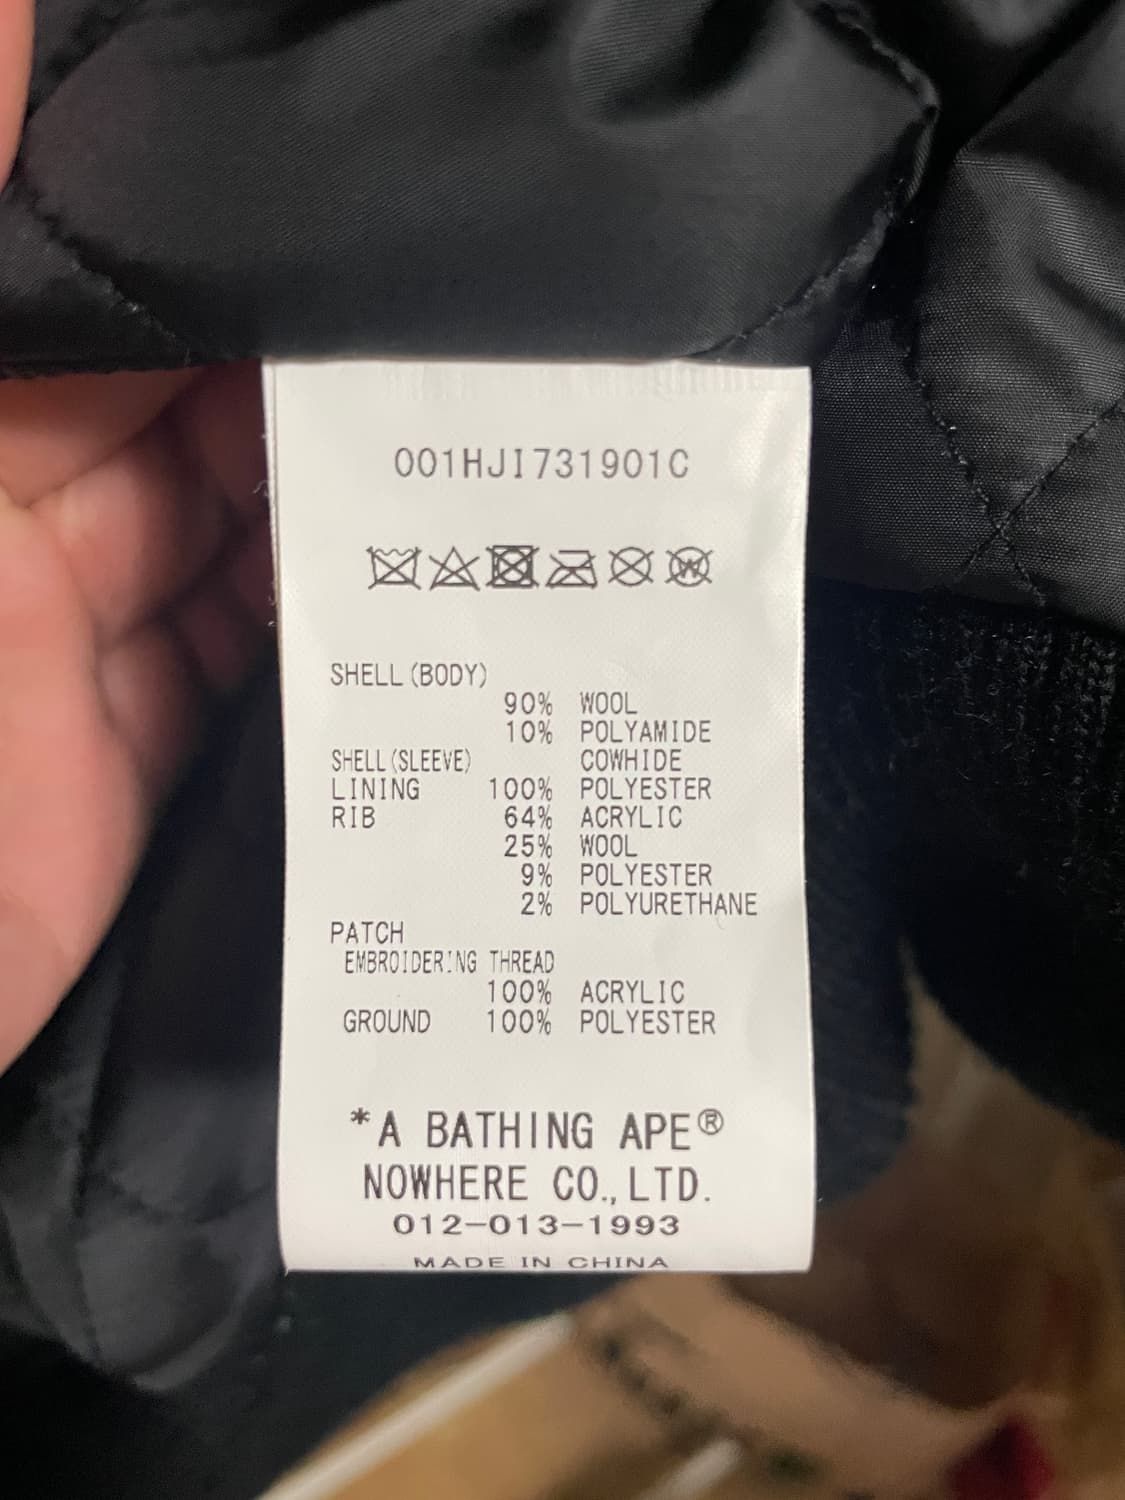 001HJI731901C
W
SHELL(BODY)
90% WOOL
10% POLYAMIDE
SHELL(SLEEVE) COWHIDE
LINING 100% POLYESTER
RIB 64% ACRYLIC
25% WOOL
9% POLYESTER
2% POLYURETHANE
PATCH
EMBROIDERING THREAD
100% ACRYLIC
GROUND 100% POLYESTER
*A BATHING APE®
NOWHERE CO.,LTD.
012-013-1993
MADE IN CHINA